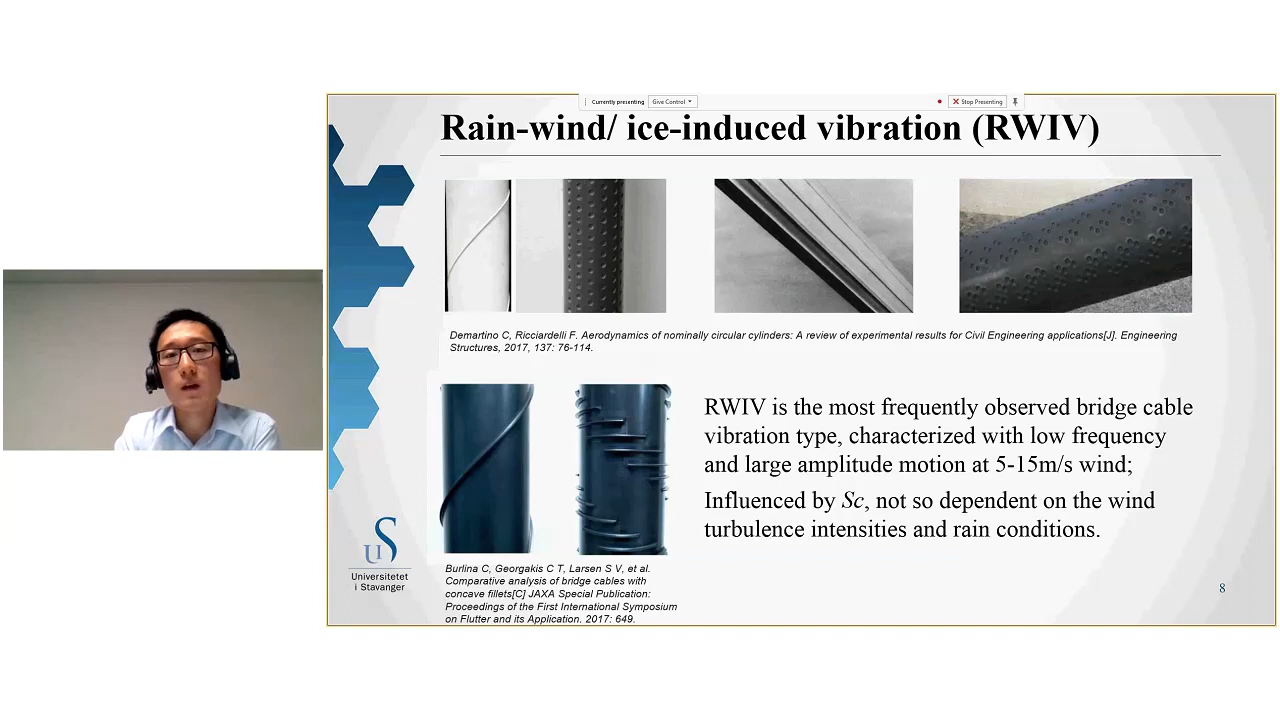 Currently presenting
Give Control
Stop Presenting
Rain-wind/ ice-induced vibration (RWIV)
Demartino C, Ricciardelli F. Aerodynamics of nominally circular cylinders: A review of experimental results for Civil Engineering applications[J]. Engineering
Structures, 2017, 137: 76-114.
RWIV is the most frequently observed bridge cable
vibration type, characterized with low frequency
and large amplitude motion at 5-15m/s wind;
Influenced by Sc, not so dependent on the wind
turbulence intensities and rain conditions.
Burlina C, Georgakis C T, Larsen S V, et al.
Comparative analysis of bridge cables with
concave fillets[C] JAXA Special Publication:
Proceedings of the First International Symposium
on Flutter and its Application. 2017: 649.
uS
Universitetet
i Stavanger
8